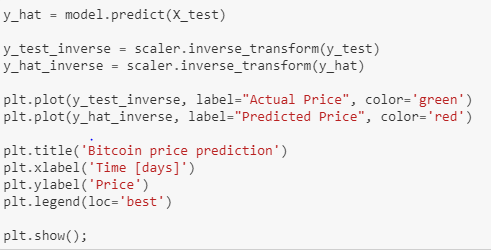 y_hat = model.predict(X_test)
y_test_inverse = scaler.inverse_transform(y_test)
y_hat_inverse = scaler.inverse_transform(y_hat)
plt.plot(y_test_inverse, label="Actual Price", color='green')
plt.plot(y_hat_inverse, label="Predicted Price", color='red')
.
plt.title('Bitcoin price prediction')
plt.xlabel('Time [days]')
plt.ylabel('Price')
plt.legend(loc='best')
plt.show();